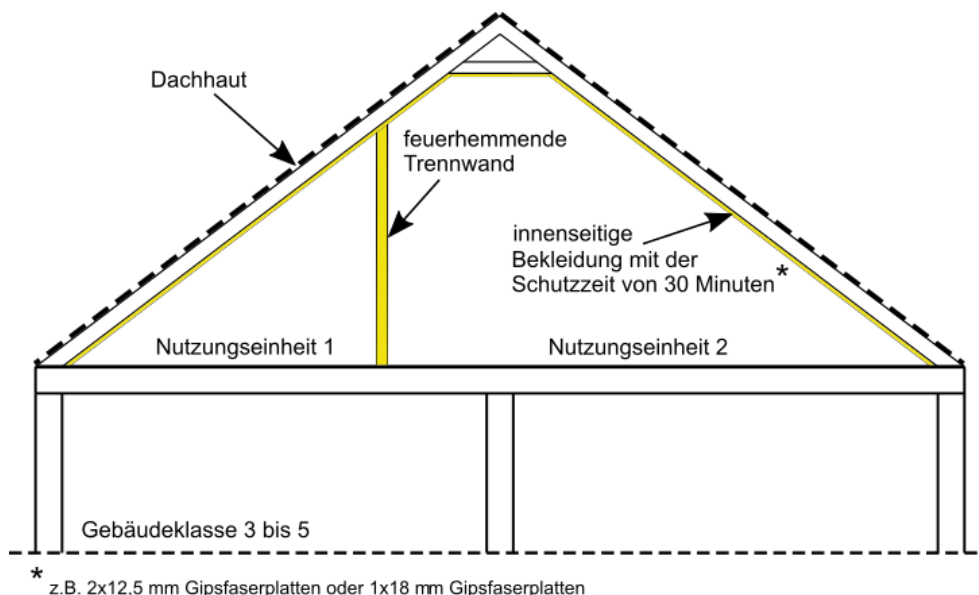 Dachhaut
feuerhemmende
Trennwand
innenseitige
Bekleidung mit der
Schutzzeit von 30 Minuten*
Nutzungseinheit 1
Nutzungseinheit 2
Gebäudeklasse 3 bis 5
* z.B. 2x12,5 mm Gipsfaserplatten oder 1x18 mm Gipsfaserplatten